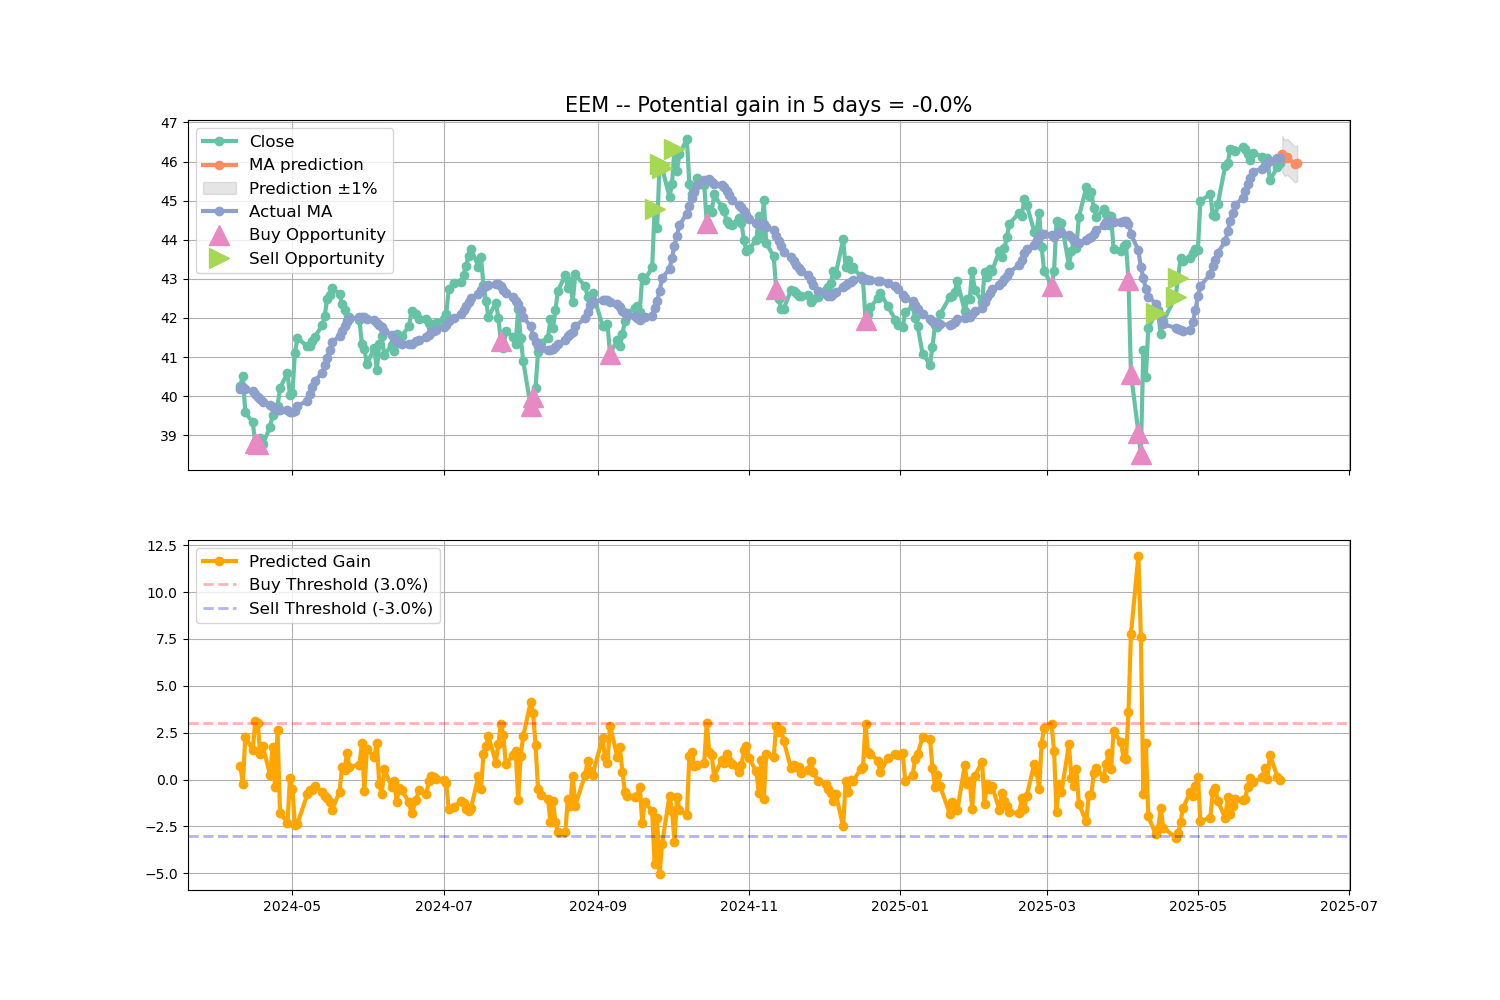 EEM -- Potential gain in 5 days = -0.0%
47
46
45
44
43
42
41
40
39
Close
MA prediction
Prediction ±1%
Actual MA
Buy Opportunity
Sell Opportunity
12.5
10.0
7.5
5.0
2.5
0.0
−2.5
−5.0
Predicted Gain
Buy Threshold (3.0%)
Sell Threshold (-3.0%)
2024-05
2024-07
2024-09
2024-11
2025-01
2025-03
2025-05
2025-07